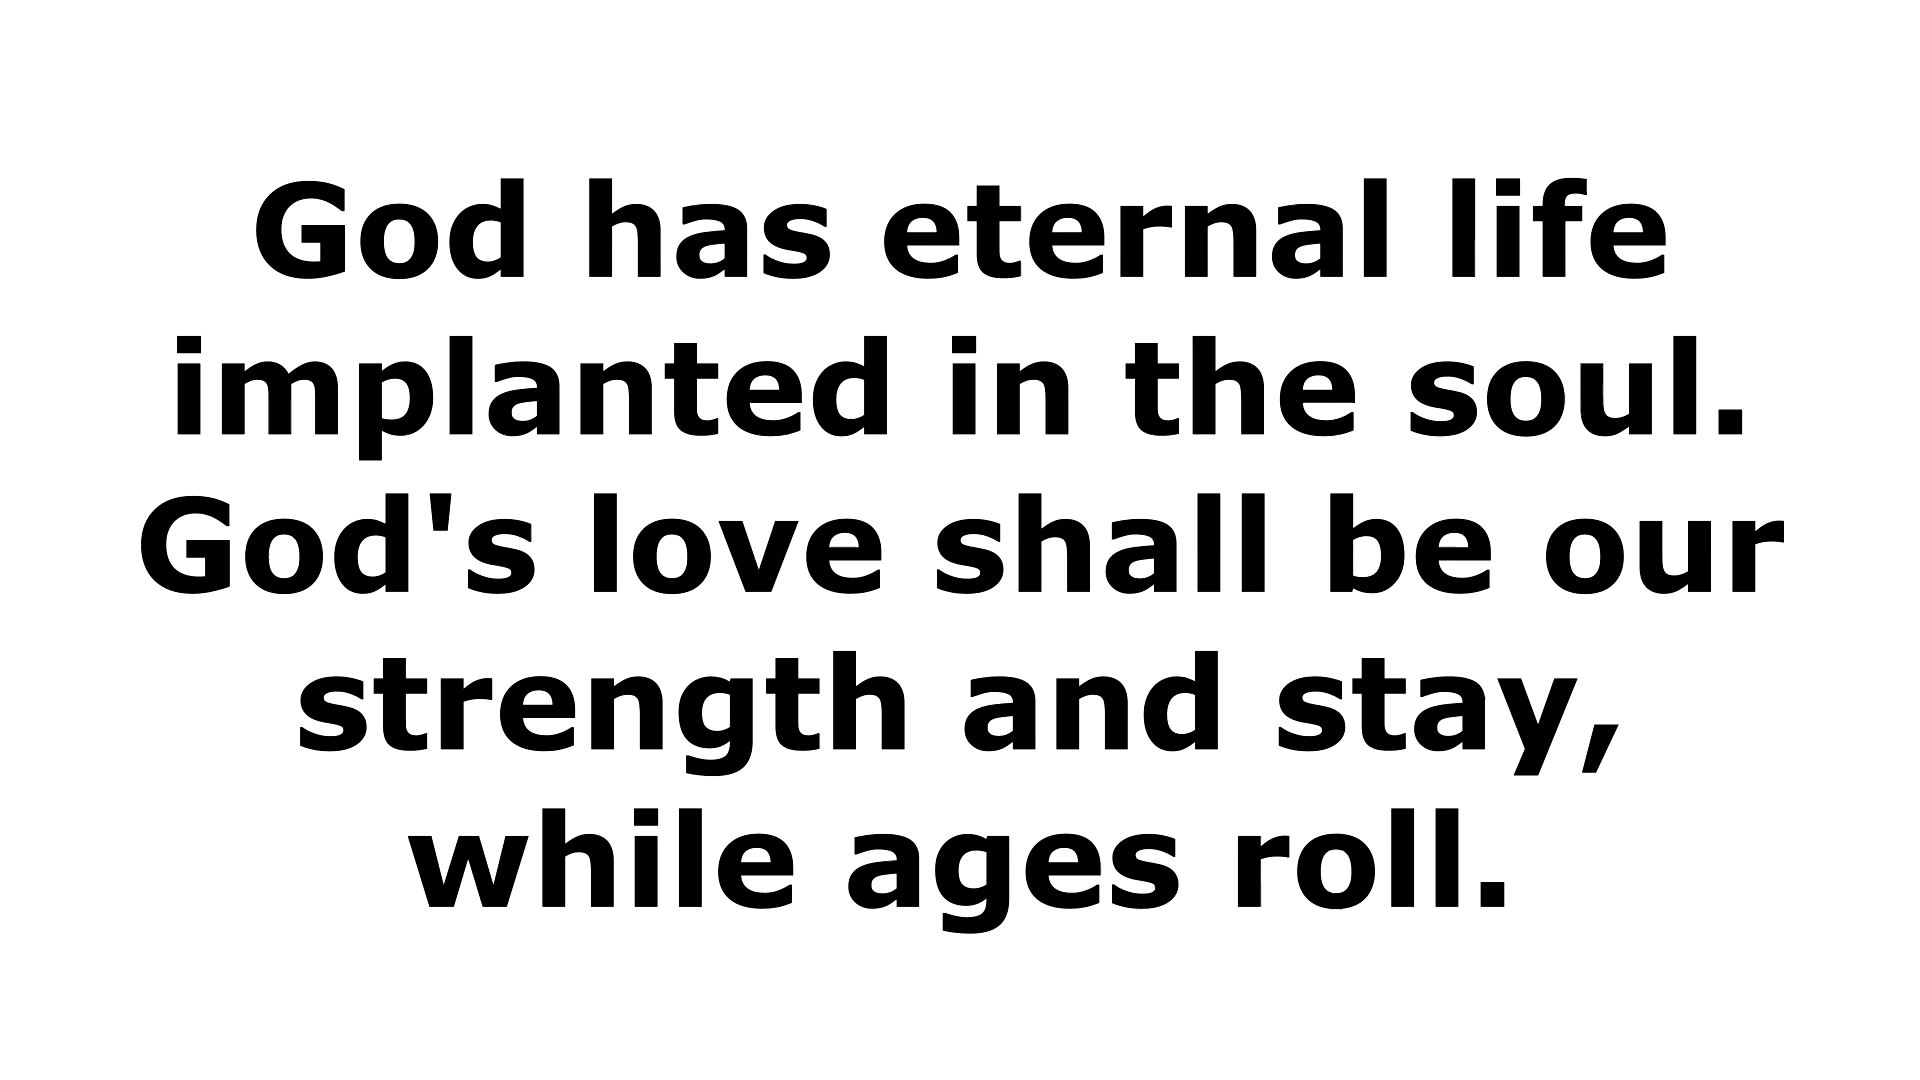 God has eternal life
implanted in the soul.
God's love shall be our
strength and stay,
while ages roll.